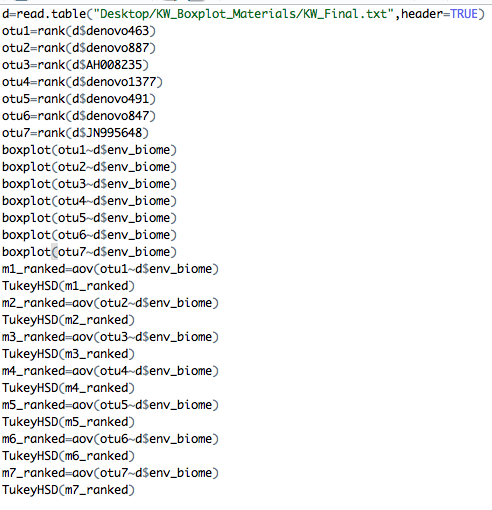 d=read.table("Desktop/KW_Boxplot_Materials/KW_Final.txt",header=TRUE)
otu1=rank(d$denovo463)
otu2=rank(d$denovo887)
otu3=rank(d$AH008235)
otu4=rank(d$denovo1377)
otu5=rank(d$denovo491)
otu6=rank(d$denovo847)
otu7=rank(d$JN995648)
boxplot(otu1~d$env_biome)
boxplot(otu2~d$env_biome)
boxplot(otu3~d$env_biome)
boxplot(otu4~d$env_biome)
boxplot(otu5~d$env_biome)
boxplot(otu6~d$env_biome)
boxplot(otu7~d$env_biome)
m1_ranked=aov(otu1~d$env_biome)
TukeyHSD(m1_ranked)
m2_ranked=aov(otu2~d$env_biome)
TukeyHSD(m2_ranked)
m3_ranked=aov(otu3~d$env_biome)
TukeyHSD(m3_ranked)
m4_ranked=aov(otu4~d$env_biome)
TukeyHSD(m4_ranked)
m5_ranked=aov(otu5~d$env_biome)
TukeyHSD(m5_ranked)
m6_ranked=aov(otu6~d$env_biome)
TukeyHSD(m6_ranked)
m7_ranked=aov(otu7~d$env_biome)
TukeyHSD(m7_ranked)